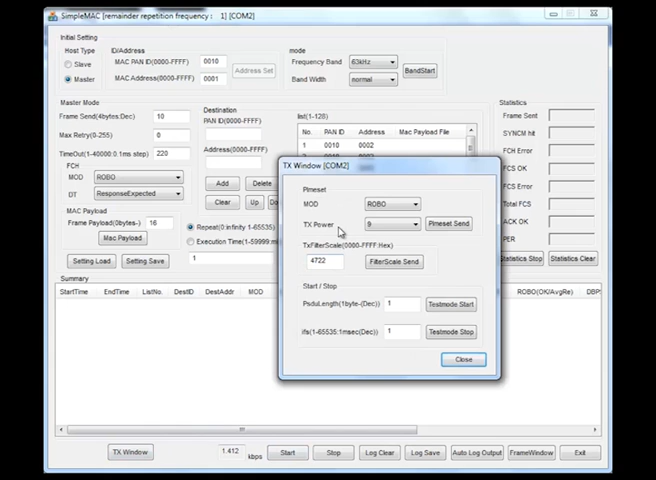 SimpleMAC [remainder repetition frequency : 1] [COM2]
Initial Setting
Host Type
Slave
Master
ID/Address
MAC PAN ID(0000-FFFF) 0010
MAC Address(0000-FFFF) 0001
Address Set
mode
Frequency Band 63kHz
Band Width normal
BandStart
Master Mode
Frame Send(4bytes:Dec) 10
Max Retry(0-255) 0
TimeOut(1-40000:0.1ms step) 220
FCH
MOD ROBO
DT ResponseExpected
MAC Payload
Frame Payload(0bytes-) 16
Mac Payload
Setting Load Setting Save
Destination
PAN ID(0000-FFFF)
Address(0000-FFFF)
Add Delete
Clear Up
Repeat(0:infinity 1-65535)
Execution Time(1-59999:mi
1
list(1-128)
No. PAN ID Address Mac Payload File
1 0010 0002
Statistics
Frame Sent
SYNCM hit
FCH Error
FCS OK
FCS Error
Total FCS
ACK OK
PER
Statistics Stop Statistics Clear
TX Window [COM2]
Plmeset
MOD ROBO
TX Power 9 Plmeset Send
TxFilterScale(0000-FFFF:Hex)
4722 FilterScale Send
Start / Stop
PsduLength(1byte-(Dec)) 1 Testmode Start
ifs(1-65535:1msec(Dec)) 1 Testmode Stop
Close
Summary
StartTime EndTime ListNo. DestID DestAddr MOD ROBO(OK/AvgRe) DBP
TX Window 1.412 kbps Start Stop Log Clear Log Save Auto Log Output FrameWindow Exit